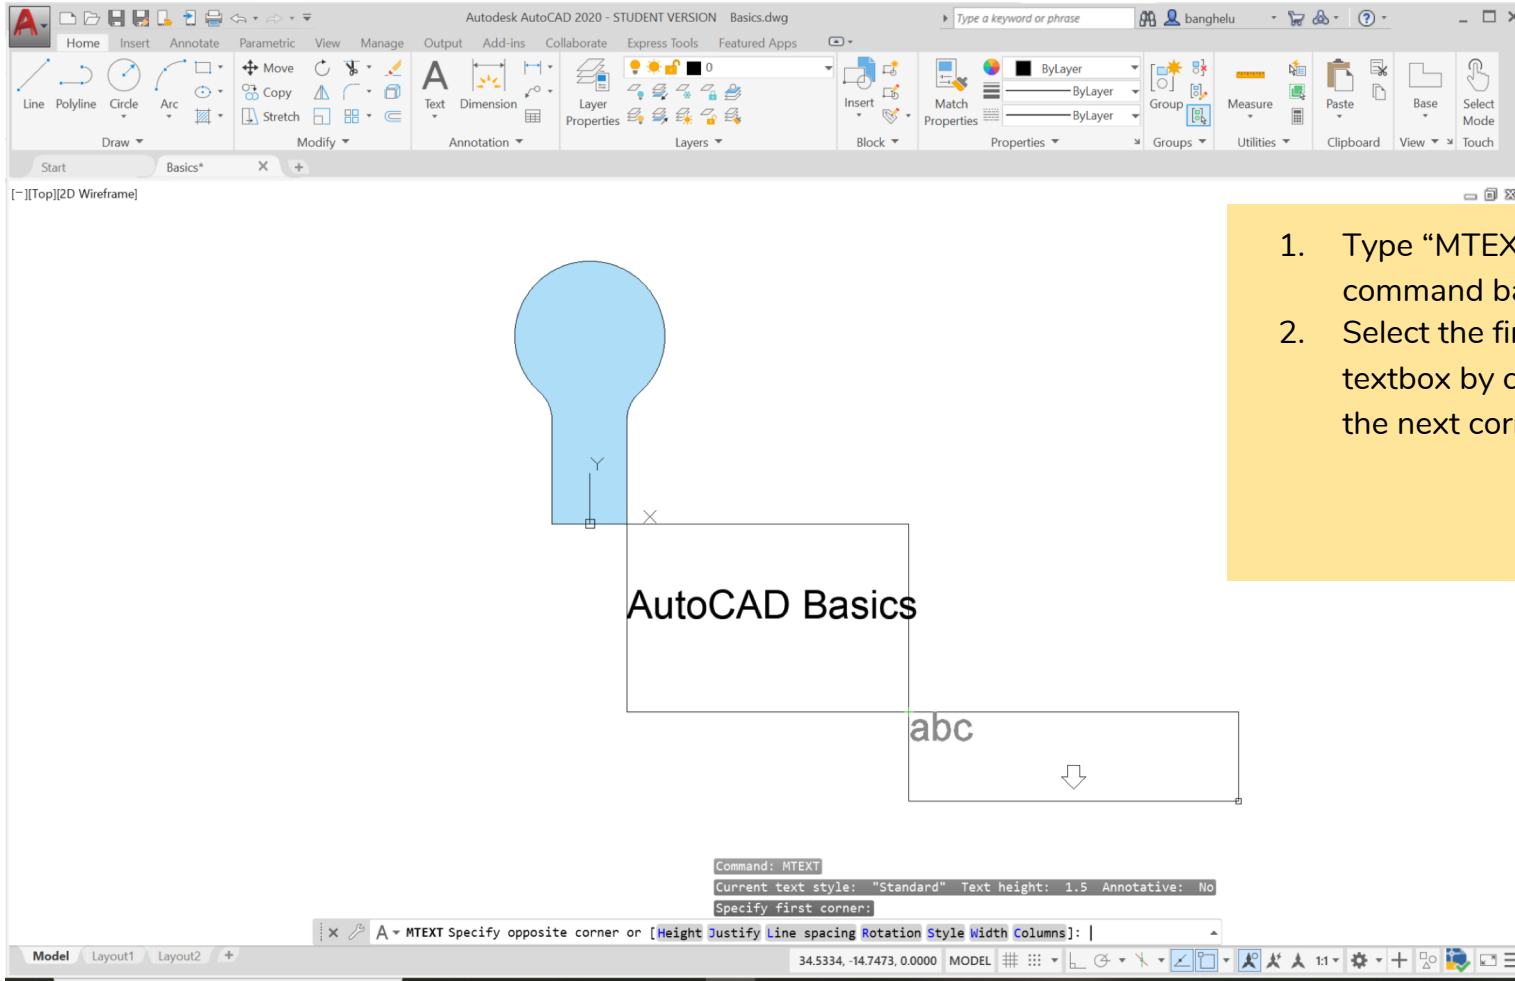 Autodesk AutoCAD 2020 - STUDENT VERSION Basics.dwg
Type a keyword or phrase
banghelu
Home Insert Annotate Parametric View Manage Output Add-ins Collaborate Express Tools Featured Apps
Line Polyline Circle Arc
Move
Copy
Stretch
Text Dimension
Layer Properties
0
Insert
Match Properties
ByLayer
ByLayer
ByLayer
Group
Measure
Paste
Base
Select Mode
Draw Modify Annotation Layers Block Properties Groups Utilities Clipboard View Touch
Start Basics* +
[−][Top][2D Wireframe]
1. Type “MTEX
command b
2. Select the fi
textbox by
the next cor
Y
X
AutoCAD Basics
abc
Command: MTEXT
Current text style: "Standard" Text height: 1.5 Annotative: No
Specify first corner:
MTEXT Specify opposite corner or [Height Justify Line spacing Rotation Style Width Columns]:
Model Layout1 Layout2 +
34.5334, -14.7473, 0.0000 MODEL 1:1